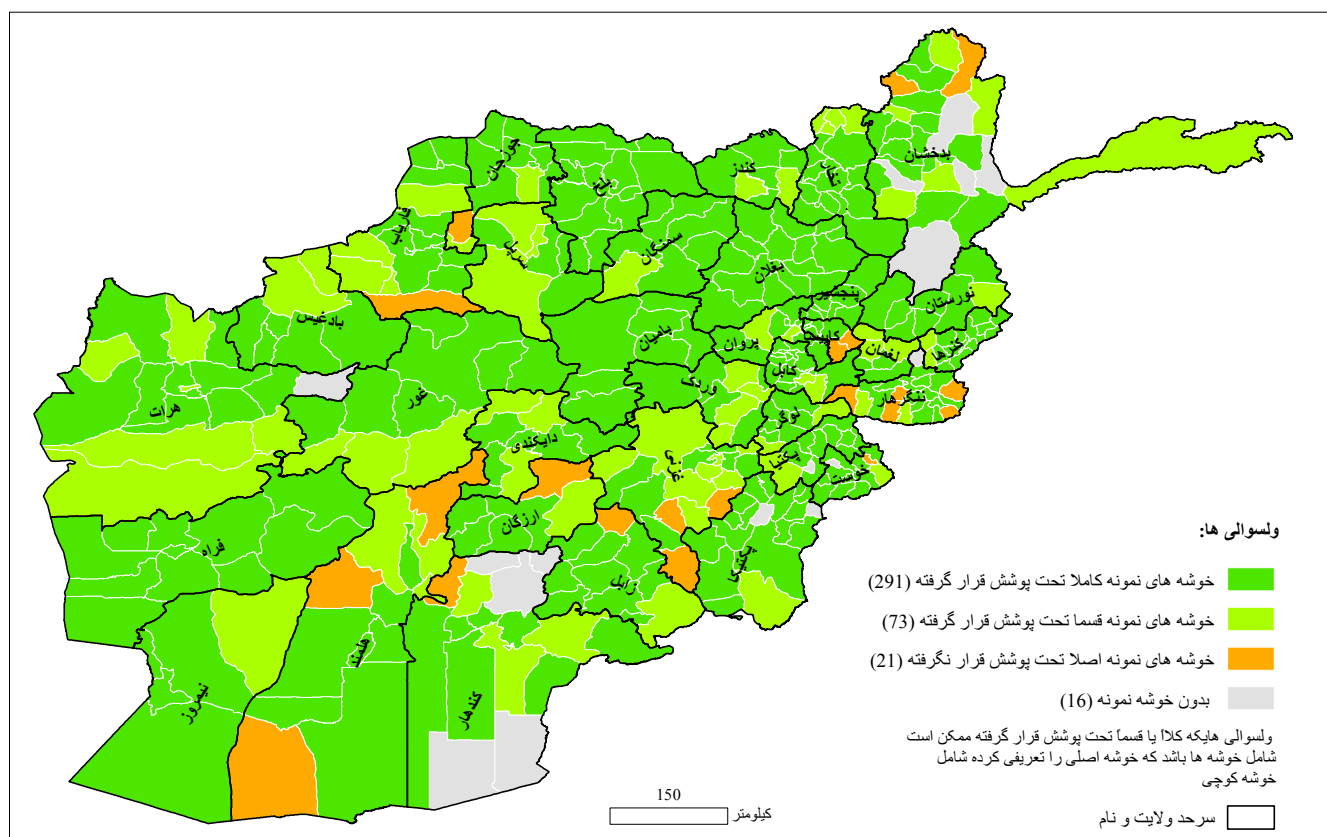 جوزجان
بلخ
کندز
تخار
بدخشان
فاریاب
سرپل
سمنگان
بغلان
پنجشیر
نورستان
بادغیس
بامیان
پروان
کاپیسا
لغمان
کنرها
کابل
وردک
ننگرهار
هرات
غور
لوگر
دایکندی
پکتیا
خوست
ارزگان
فراه
زابل
پکتیکا
هلمند
نیمروز
کندهار
ولسوالی ها:
خوشه های نمونه کاملا تحت پوشش قرار گرفته (291)
خوشه های نمونه قسما تحت پوشش قرار گرفته (73)
خوشه های نمونه اصلا تحت پوشش قرار نگرفته (21)
بدون خوشه نمونه (16)
ولسوالی هایکه کلاً یا قسماً تحت پوشش قرار گرفته ممکن است
شامل خوشه ها باشد که خوشه اصلی را تعریفی کرده شامل
خوشه کوچی
سرحد ولایت و نام
150
کیلومتر